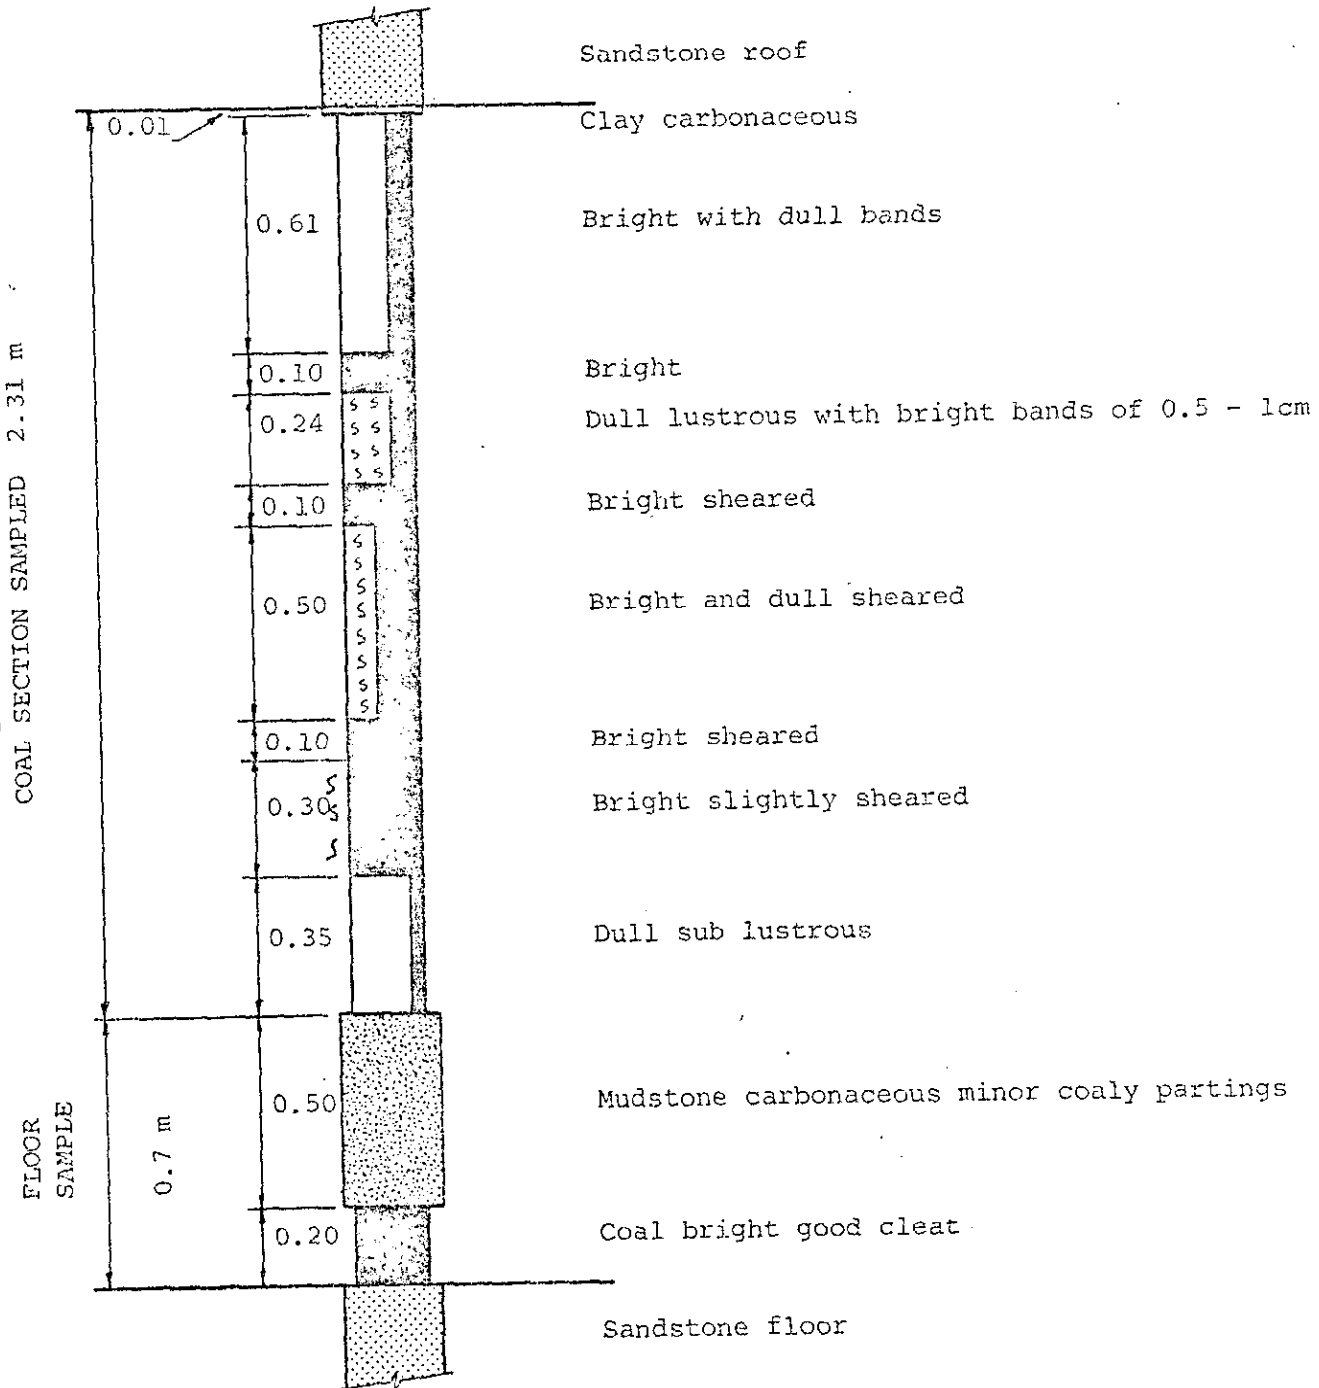 Sandstone roof
0.01
Clay carbonaceous
0.61
Bright with dull bands
0.10
Bright
0.24
Dull lustrous with bright bands of 0.5 - 1cm
0.10
Bright sheared
0.50
Bright and dull sheared
0.10
Bright sheared
0.30
Bright slightly sheared
0.35
Dull sub lustrous
COAL SECTION SAMPLED 2.31 m
0.50
Mudstone carbonaceous minor coaly partings
0.20
Coal bright good cleat
FLOOR
SAMPLE
0.7 m
Sandstone floor
S S
S S
S S
S S
S
S
S
S
S
S
S
S
S
S
S